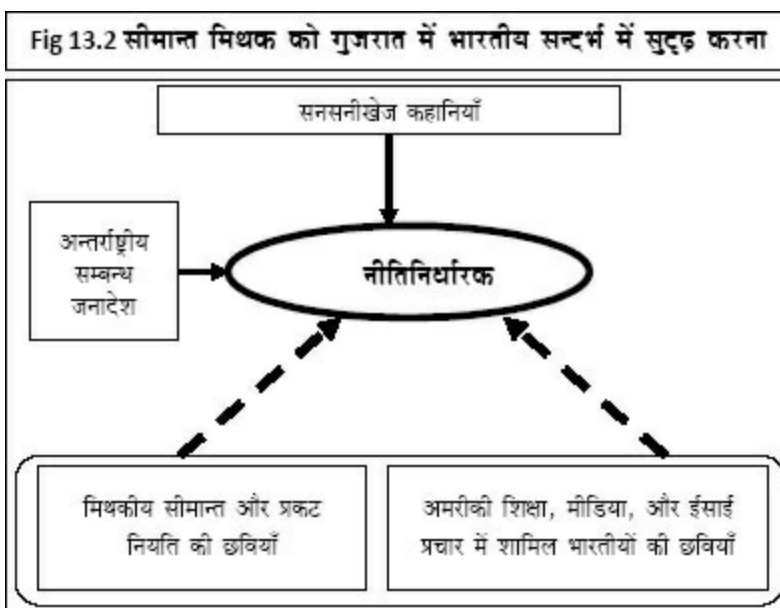 Fig 13.2 सीमान्त मिथक को गुजरात में भारतीय सन्दर्भ में सुदृढ़ करना
सनसनीखेज कहानियाँ
अन्तर्राष्ट्रीय
सम्बन्ध
जनादेश
नीतिनिर्धारक
मिथकीय सीमान्त और प्रकट
नियति की छवियाँ
अमरीकी शिक्षा, मीडिया, और ईसाई
प्रचार में शामिल भारतीयों की छवियाँ